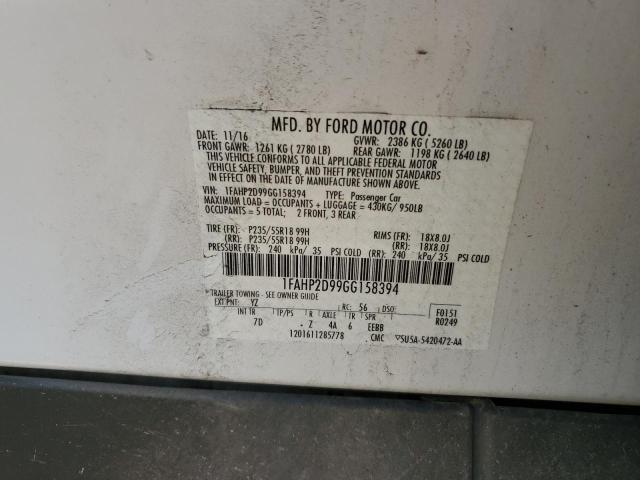 MFD. BY FORD MOTOR CO.
DATE: 11/16 GVWR: 2386 KG ( 5260 LB)
FRONT GAWR: 1261 KG ( 2780 LB) REAR GAWR: 1198 KG ( 2640 LB)
THIS VEHICLE CONFORMS TO ALL APPLICABLE FEDERAL MOTOR
VEHICLE SAFETY, BUMPER, AND THEFT PREVENTION STANDARDS
IN EFFECT ON THE DATE OF MANUFACTURE SHOWN ABOVE.
VIN: 1FAHP2D99GG158394 TYPE: Passenger Car
MAXIMUM LOAD = OCCUPANTS + LUGGAGE = 430KG/ 950LB
OCCUPANTS = 5 TOTAL; 2 FRONT, 3 REAR
TIRE (FR): P235/55R18 99H RIMS (FR): 18X8.0J
(RR): P235/55R18 99H (RR): 18X8.0J
PRESSURE (FR): 240 kPa/ 35 PSI COLD (RR): 240 kPa/ 35 PSI COLD
1FAHP2D99GG158394
TRAILER TOWING - SEE OWNER GUIDE
EXT PNT: YZ RC: 56 DSO: F0151
INT TR TP/PS R AXLE TR SPR R0249
7D - Z 4A 6 EEBB
1201611285778 CMC ▽SU5A-5420472-AA